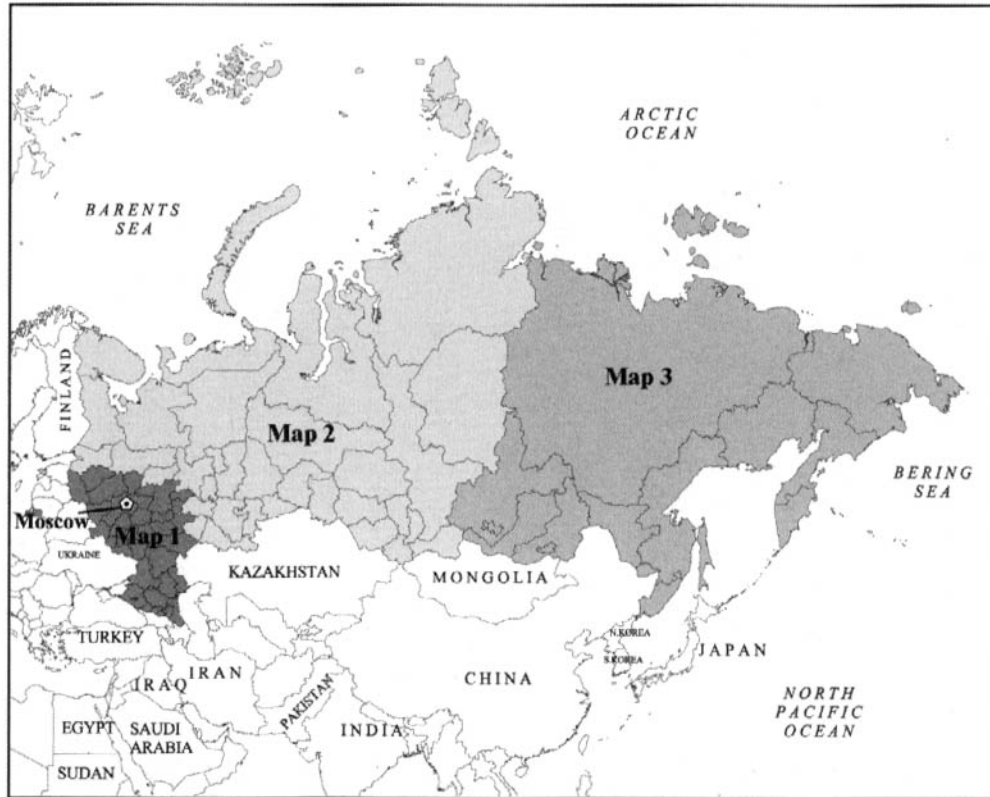 ARCTIC
OCEAN
BARENTS
SEA
FINLAND
Map 3
Map 2
BERING
SEA
Moscow
Map 1
UKRAINE
KAZAKHSTAN
MONGOLIA
TURKEY
N.KOREA
S.KOREA
JAPAN
IRAN
IRAQ
CHINA
PAKISTAN
NORTH
PACIFIC
OCEAN
EGYPT
SAUDI
ARABIA
INDIA
SUDAN